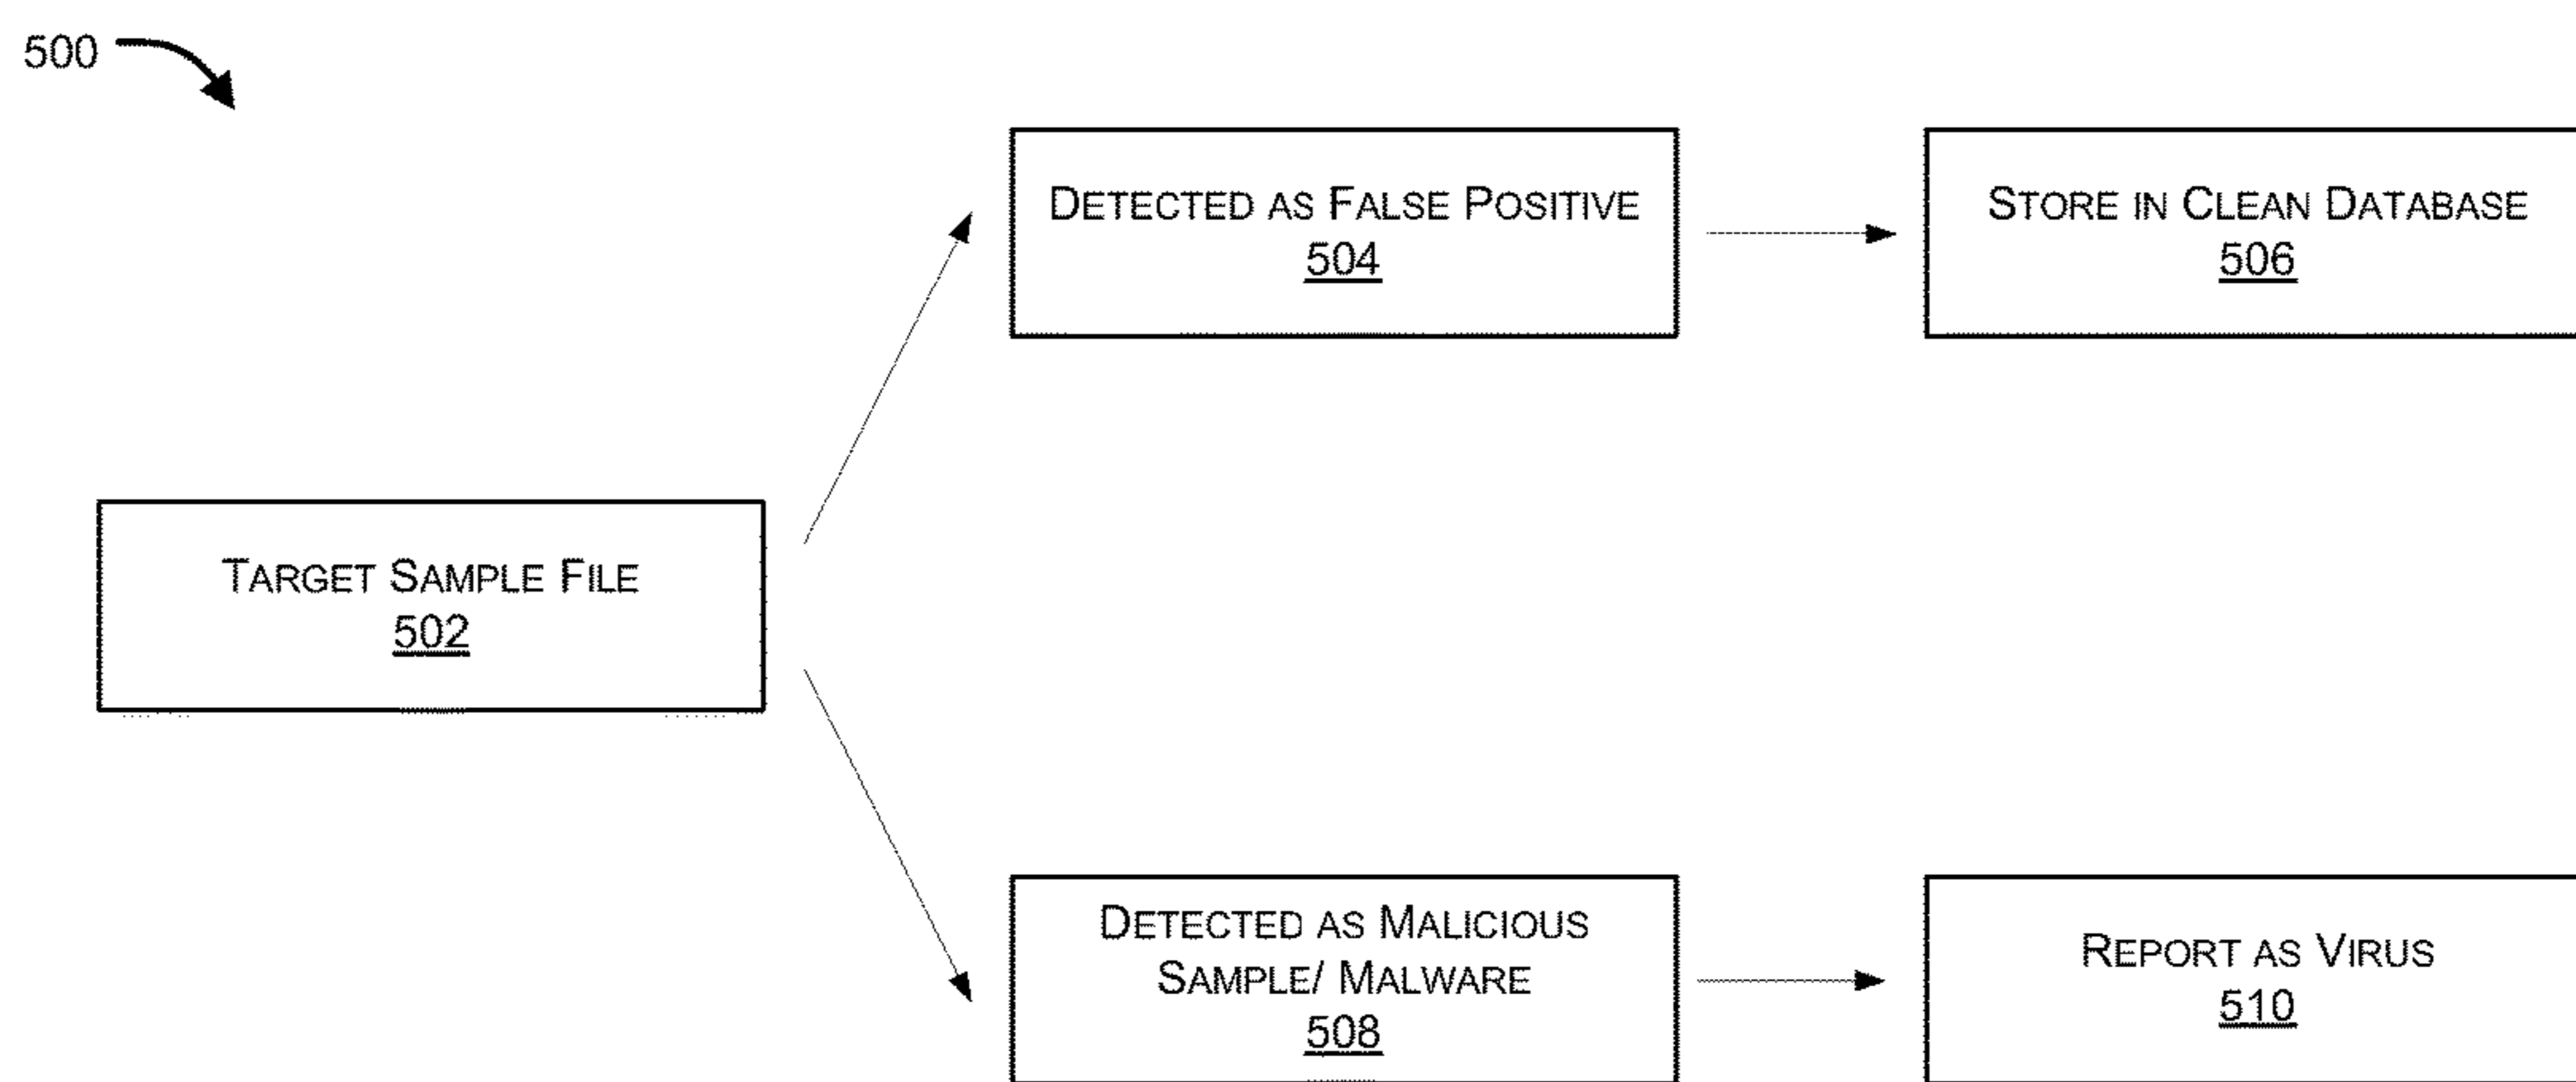 500
DETECTED AS FALSE POSITIVE
504
STORE IN CLEAN DATABASE
506
TARGET SAMPLE FILE
502
DETECTED AS MALICIOUS
SAMPLE/ MALWARE
508
REPORT AS VIRUS
510